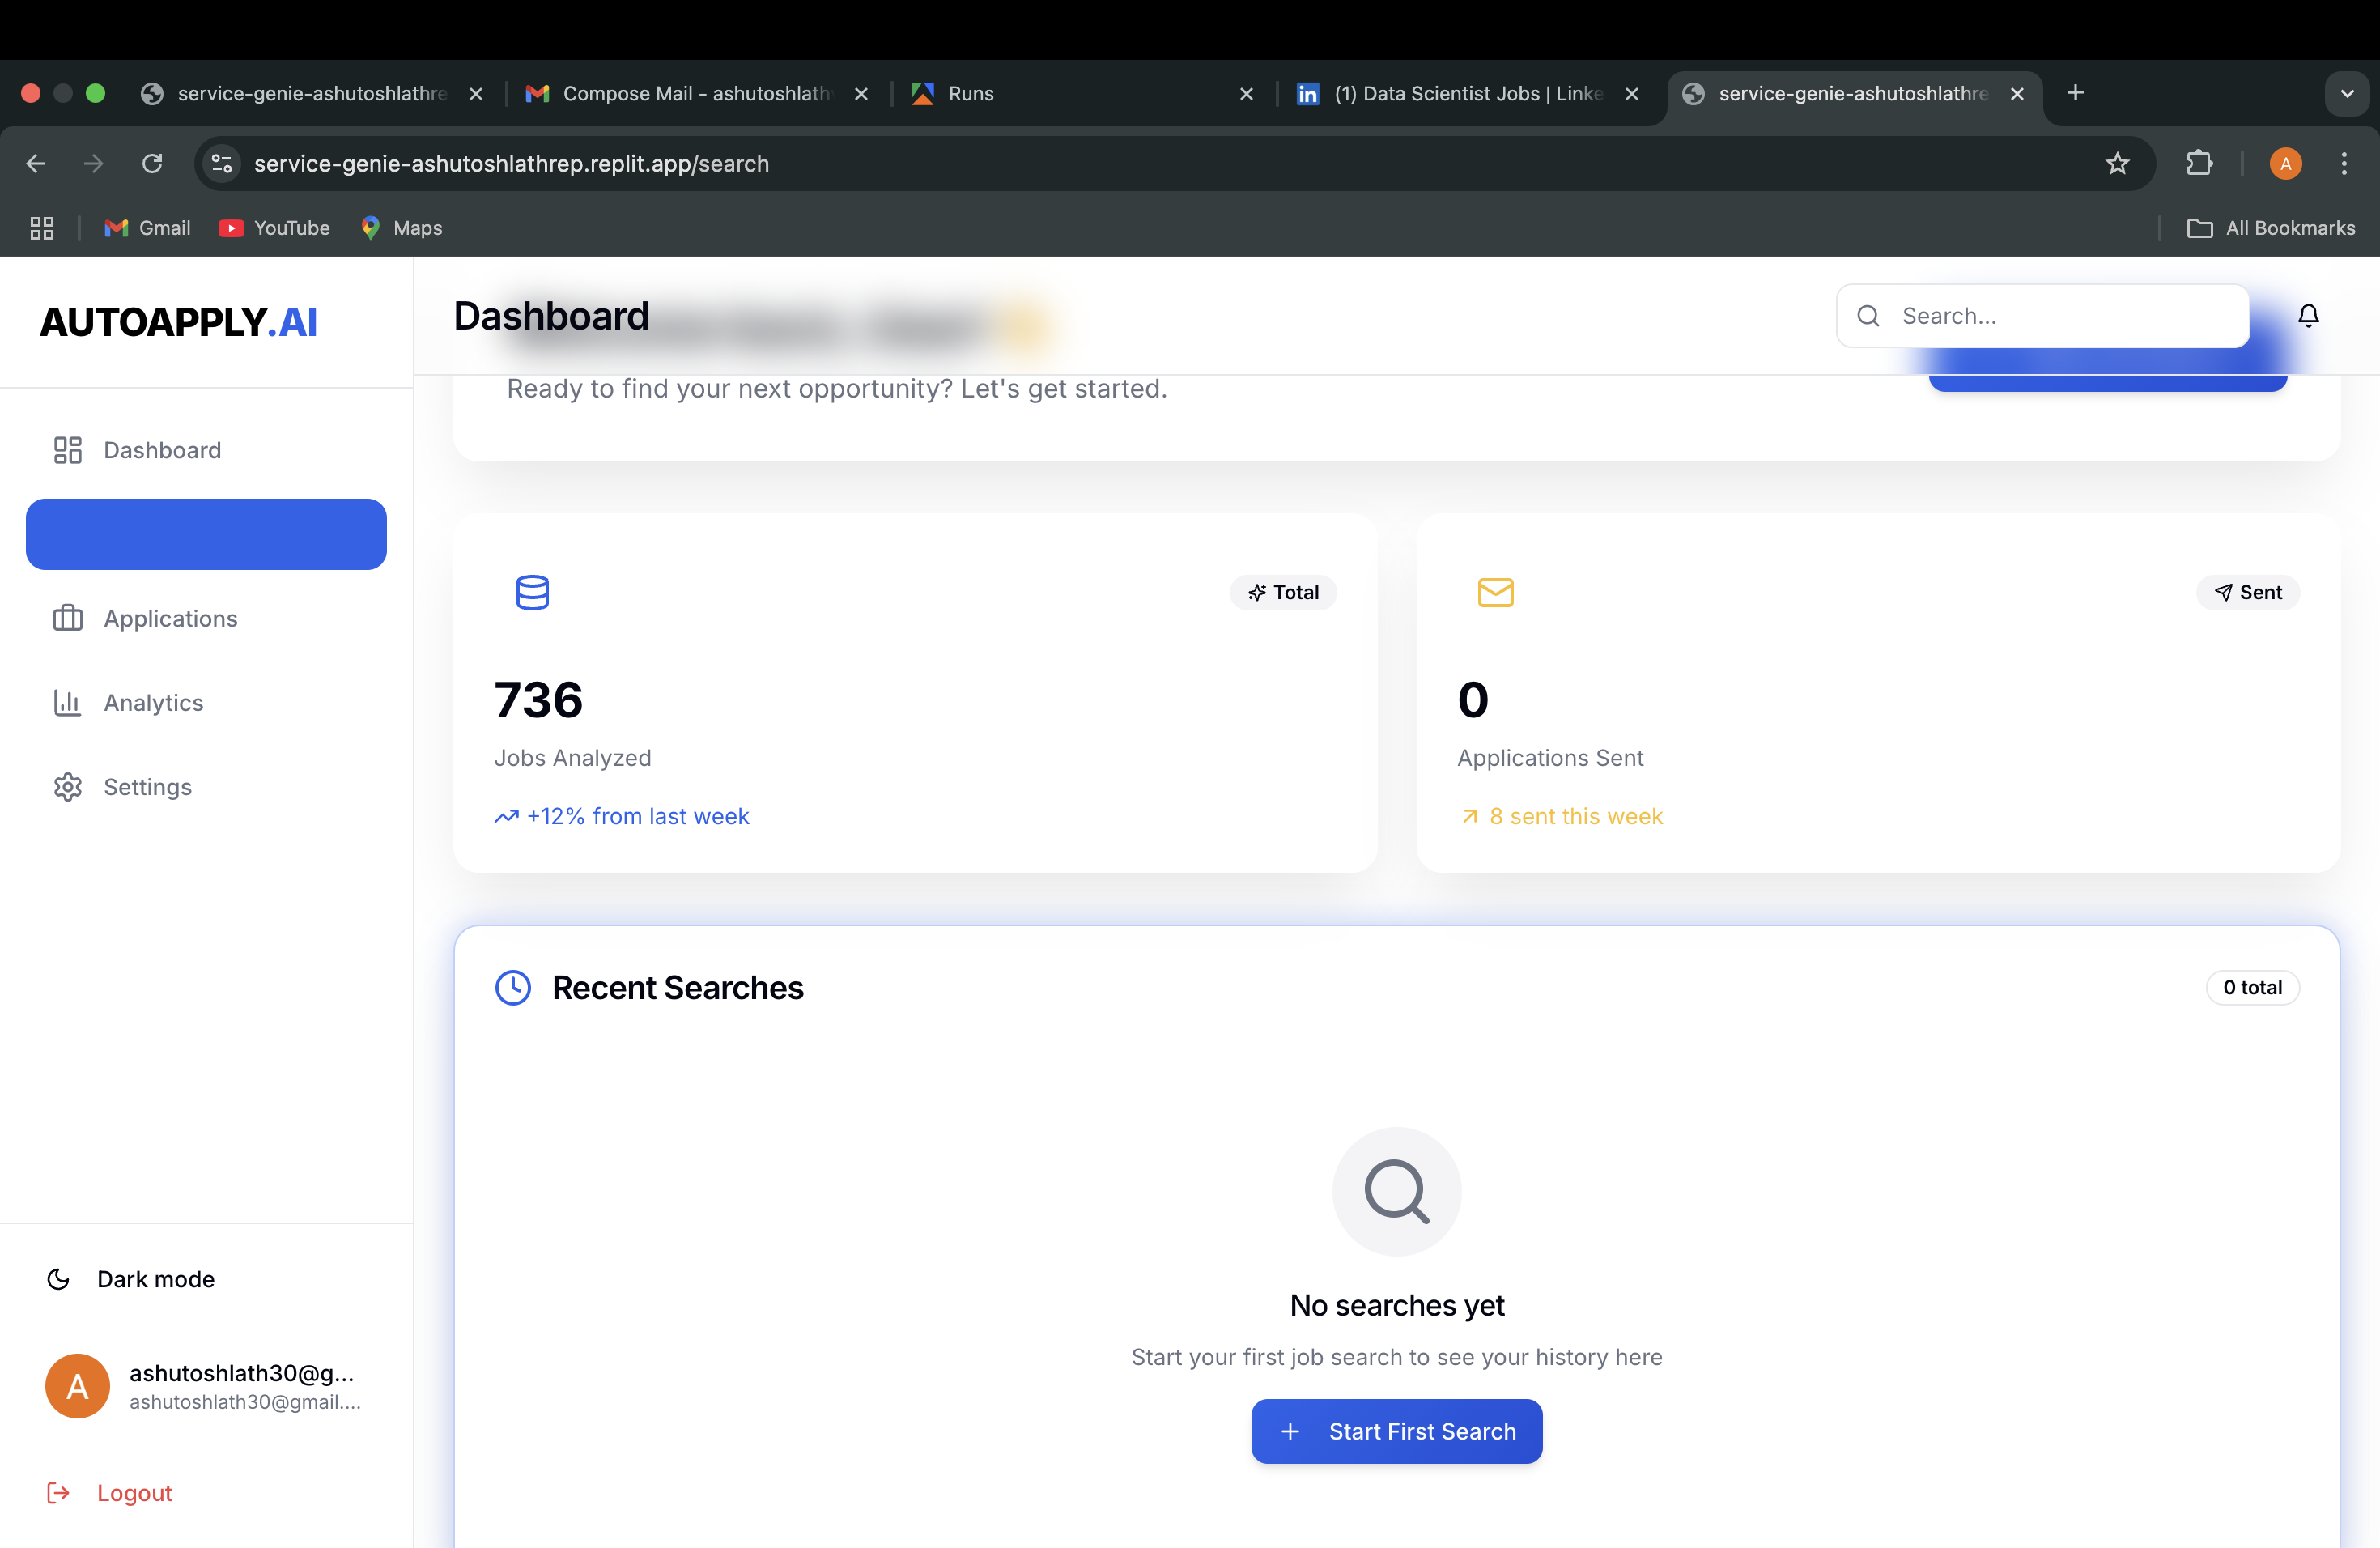 service-genie-ashutoshlathre
Compose Mail - ashutoshlath
Runs
(1) Data Scientist Jobs | Linke
service-genie-ashutoshlathre
service-genie-ashutoshlathrep.replit.app/search
A
Gmail
YouTube
Maps
All Bookmarks
AUTOAPPLY.AI
Dashboard
Search...
Ready to find your next opportunity? Let's get started.
Dashboard
Applications
Analytics
Settings
Total
736
Jobs Analyzed
+12% from last week
Sent
0
Applications Sent
8 sent this week
Recent Searches
0 total
No searches yet
Start your first job search to see your history here
Start First Search
Dark mode
A
ashutoshlath30@g...
ashutoshlath30@gmail....
Logout